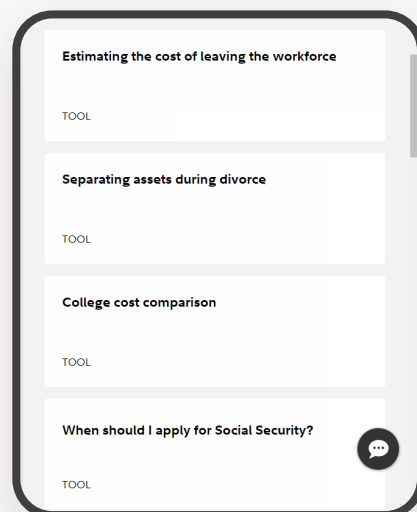 Estimating the cost of leaving the workforce
TOOL
Separating assets during divorce
TOOL
College cost comparison
TOOL
When should I apply for Social Security?
TOOL